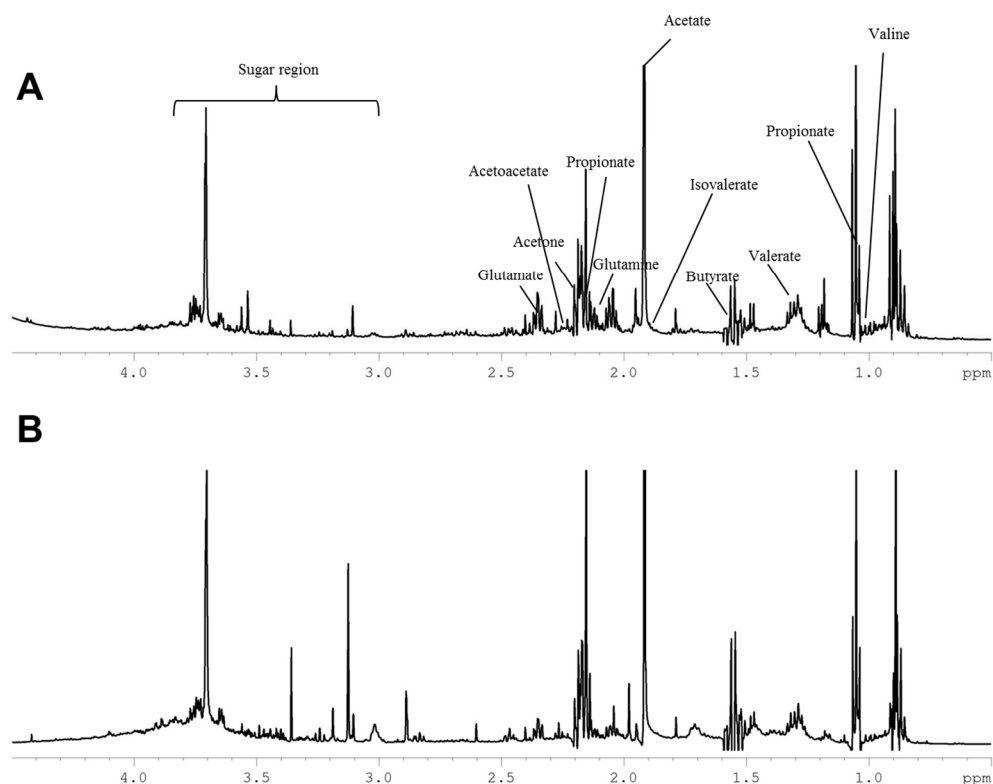 A
Acetate
Valine
Sugar region
Propionate
Propionate
Acetoacetate
Isovalerate
Acetone
Valerate
Glutamate
Glutamine
Butyrate
4.0 3.5 3.0 2.5 2.0 1.5 1.0 ppm
B
4.0 3.5 3.0 2.5 2.0 1.5 1.0 ppm